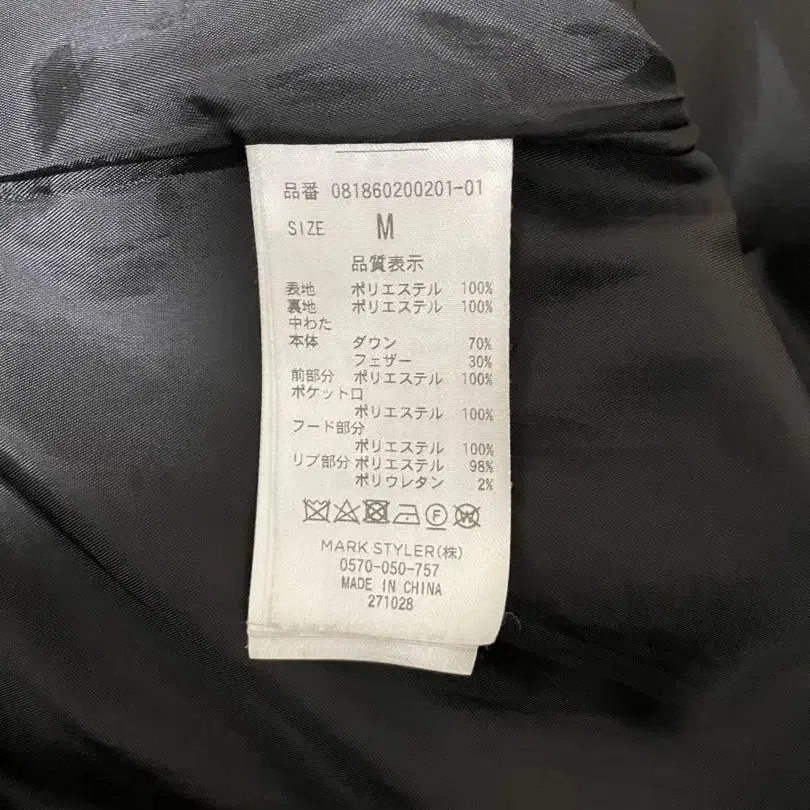 品番 081860200201-01
SIZE M
品質表示
表地 ポリエステル 100%
裏地 ポリエステル 100%
中わた
本体 ダウン 70%
フェザー 30%
前部分 ポリエステル 100%
ポケット口
ポリエステル 100%
フード部分
ポリエステル 100%
リブ部分 ポリエステル 98%
ポリウレタン 2%
F W
MARK STYLER(株)
0570-050-757
MADE IN CHINA
271028